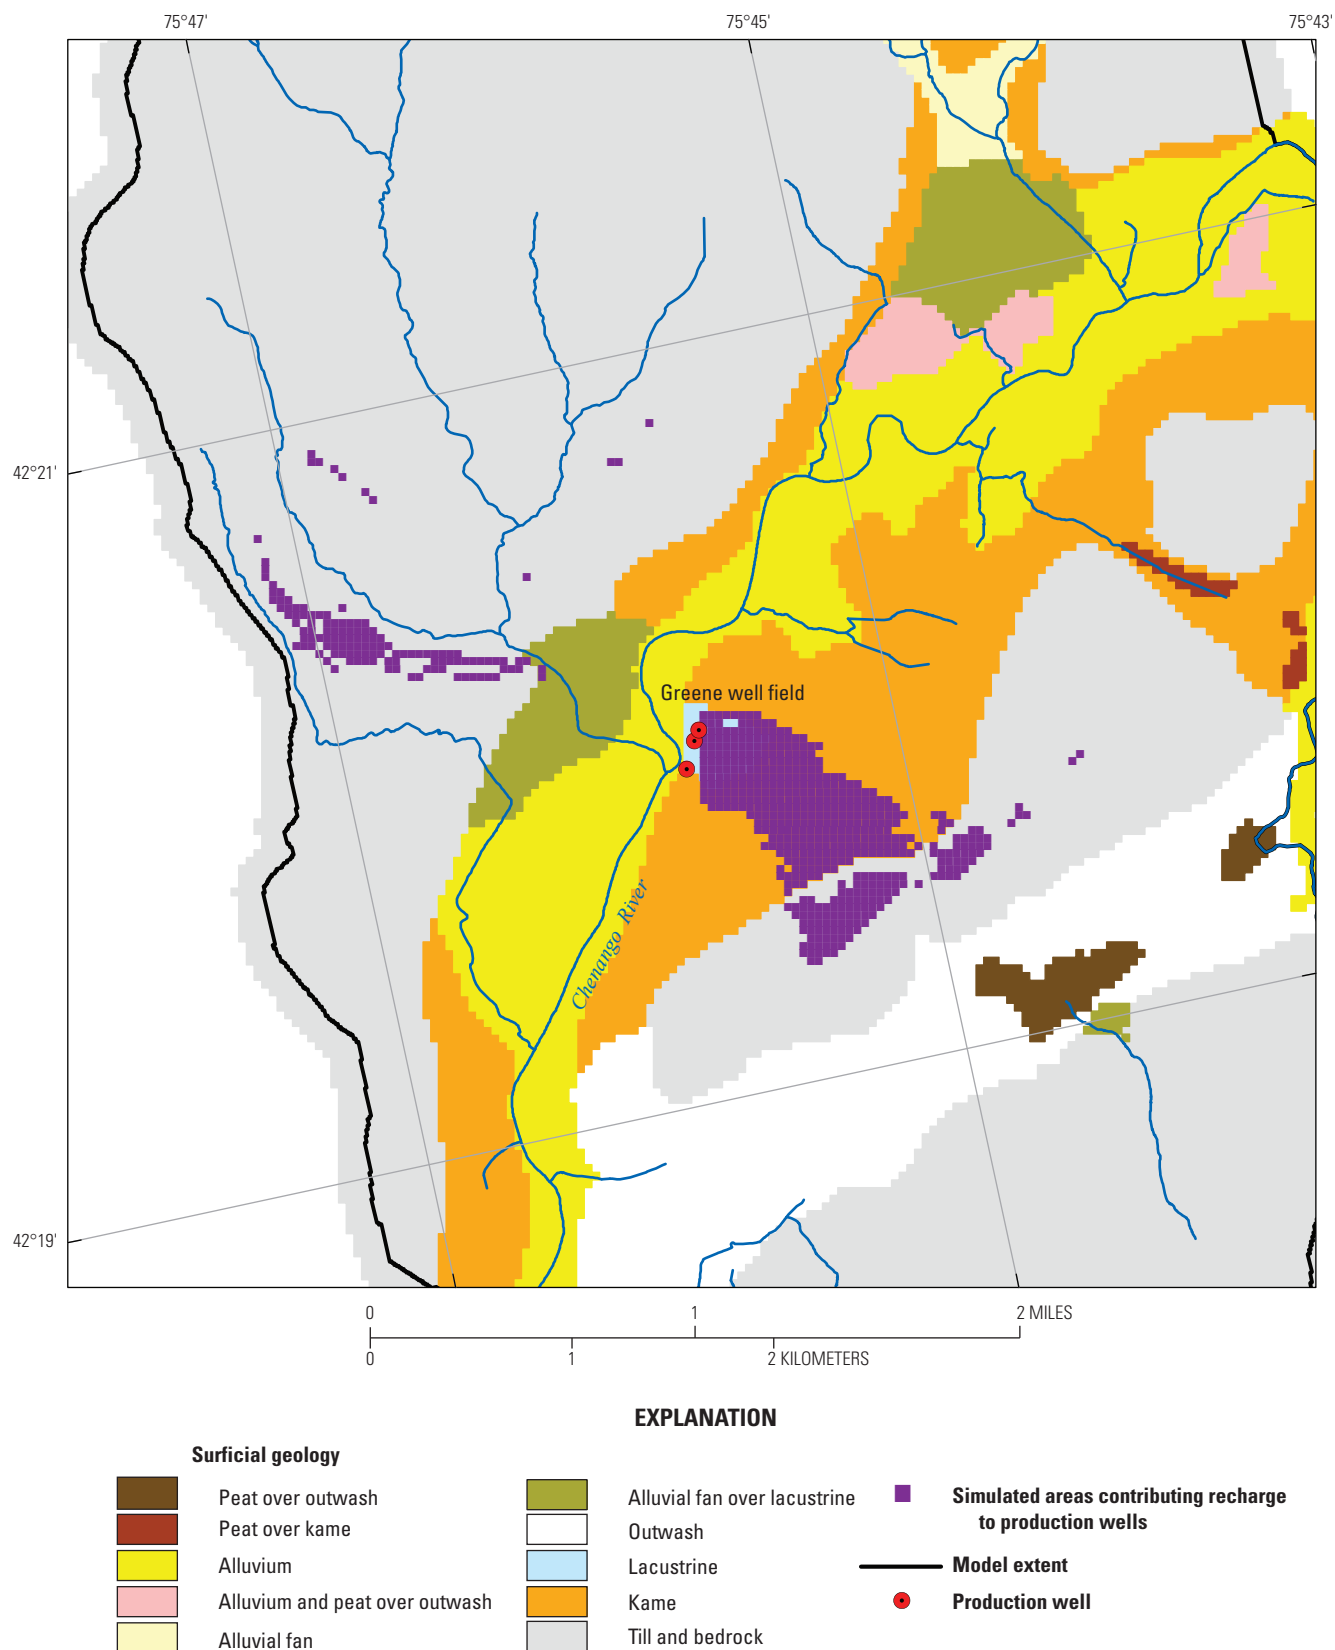 75°47'
75°45'
75°43'
42°21'
Greene well field
Chenango River
42°19'
0
1
2 MILES
0
1
2 KILOMETERS
EXPLANATION
Surficial geology
Peat over outwash
Peat over kame
Alluvium
Alluvium and peat over outwash
Alluvial fan
Alluvial fan over lacustrine
Outwash
Lacustrine
Kame
Till and bedrock
Simulated areas contributing recharge
to production wells
Model extent
Production well